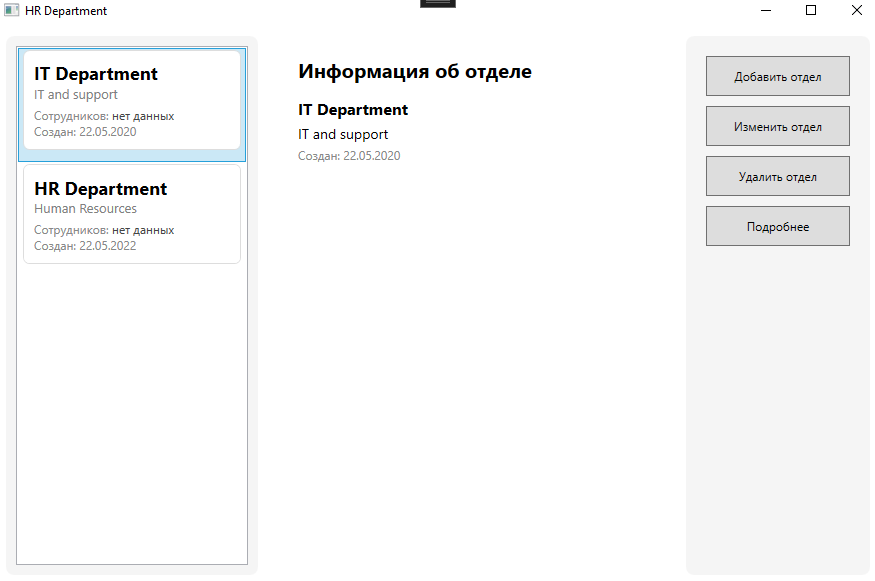 HR Department
IT Department
IT and support
Сотрудников: нет данных
Создан: 22.05.2020
HR Department
Human Resources
Сотрудников: нет данных
Создан: 22.05.2022
Информация об отделе
IT Department
IT and support
Создан: 22.05.2020
Добавить отдел
Изменить отдел
Удалить отдел
Подробнее